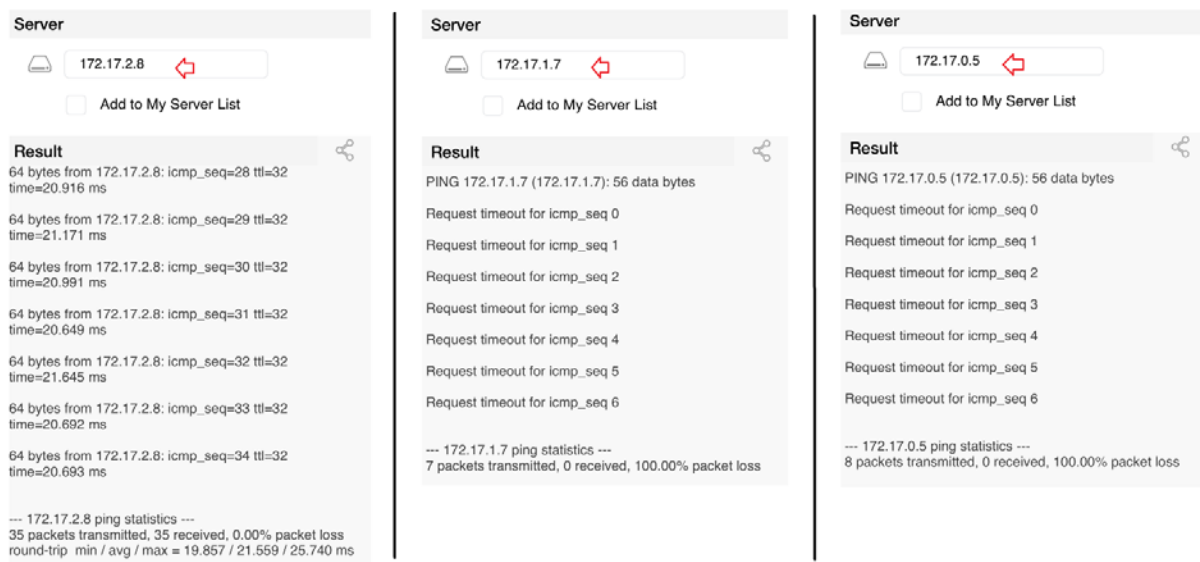 Server
172.17.2.8
Add to My Server List
Result
64 bytes from 172.17.2.8: icmp_seq=28 ttl=32
time=20.916 ms
64 bytes from 172.17.2.8: icmp_seq=29 ttl=32
time=21.171 ms
64 bytes from 172.17.2.8: icmp_seq=30 ttl=32
time=20.991 ms
64 bytes from 172.17.2.8: icmp_seq=31 ttl=32
time=20.649 ms
64 bytes from 172.17.2.8: icmp_seq=32 ttl=32
time=21.645 ms
64 bytes from 172.17.2.8: icmp_seq=33 ttl=32
time=20.692 ms
64 bytes from 172.17.2.8: icmp_seq=34 ttl=32
time=20.693 ms
--- 172.17.2.8 ping statistics ---
35 packets transmitted, 35 received, 0.00% packet loss
round-trip min / avg / max = 19.857 / 21.559 / 25.740 ms
Server
172.17.1.7
Add to My Server List
Result
PING 172.17.1.7 (172.17.1.7): 56 data bytes
Request timeout for icmp_seq 0
Request timeout for icmp_seq 1
Request timeout for icmp_seq 2
Request timeout for icmp_seq 3
Request timeout for icmp_seq 4
Request timeout for icmp_seq 5
Request timeout for icmp_seq 6
--- 172.17.1.7 ping statistics ---
7 packets transmitted, 0 received, 100.00% packet loss
Server
172.17.0.5
Add to My Server List
Result
PING 172.17.0.5 (172.17.0.5): 56 data bytes
Request timeout for icmp_seq 0
Request timeout for icmp_seq 1
Request timeout for icmp_seq 2
Request timeout for icmp_seq 3
Request timeout for icmp_seq 4
Request timeout for icmp_seq 5
Request timeout for icmp_seq 6
--- 172.17.0.5 ping statistics ---
8 packets transmitted, 0 received, 100.00% packet loss